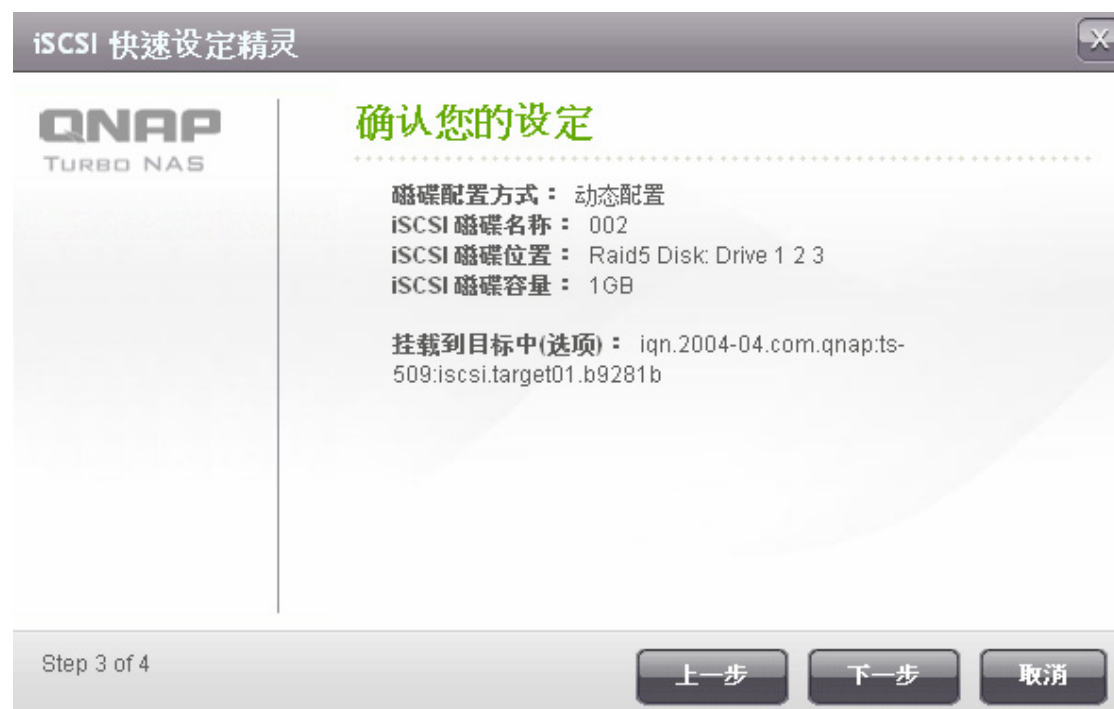 iSCSI 快速设定精灵
QNAP
TURBO NAS
确认您的设定
磁碟配置方式： 动态配置
iSCSI 磁碟名称： 002
iSCSI 磁碟位置： Raid5 Disk: Drive 1 2 3
iSCSI 磁碟容量： 1GB
挂载到目标中(选项)： iqn.2004-04.com.qnap:ts-
509:iscsi.target01.b9281b
Step 3 of 4
上一步
下一步
取消